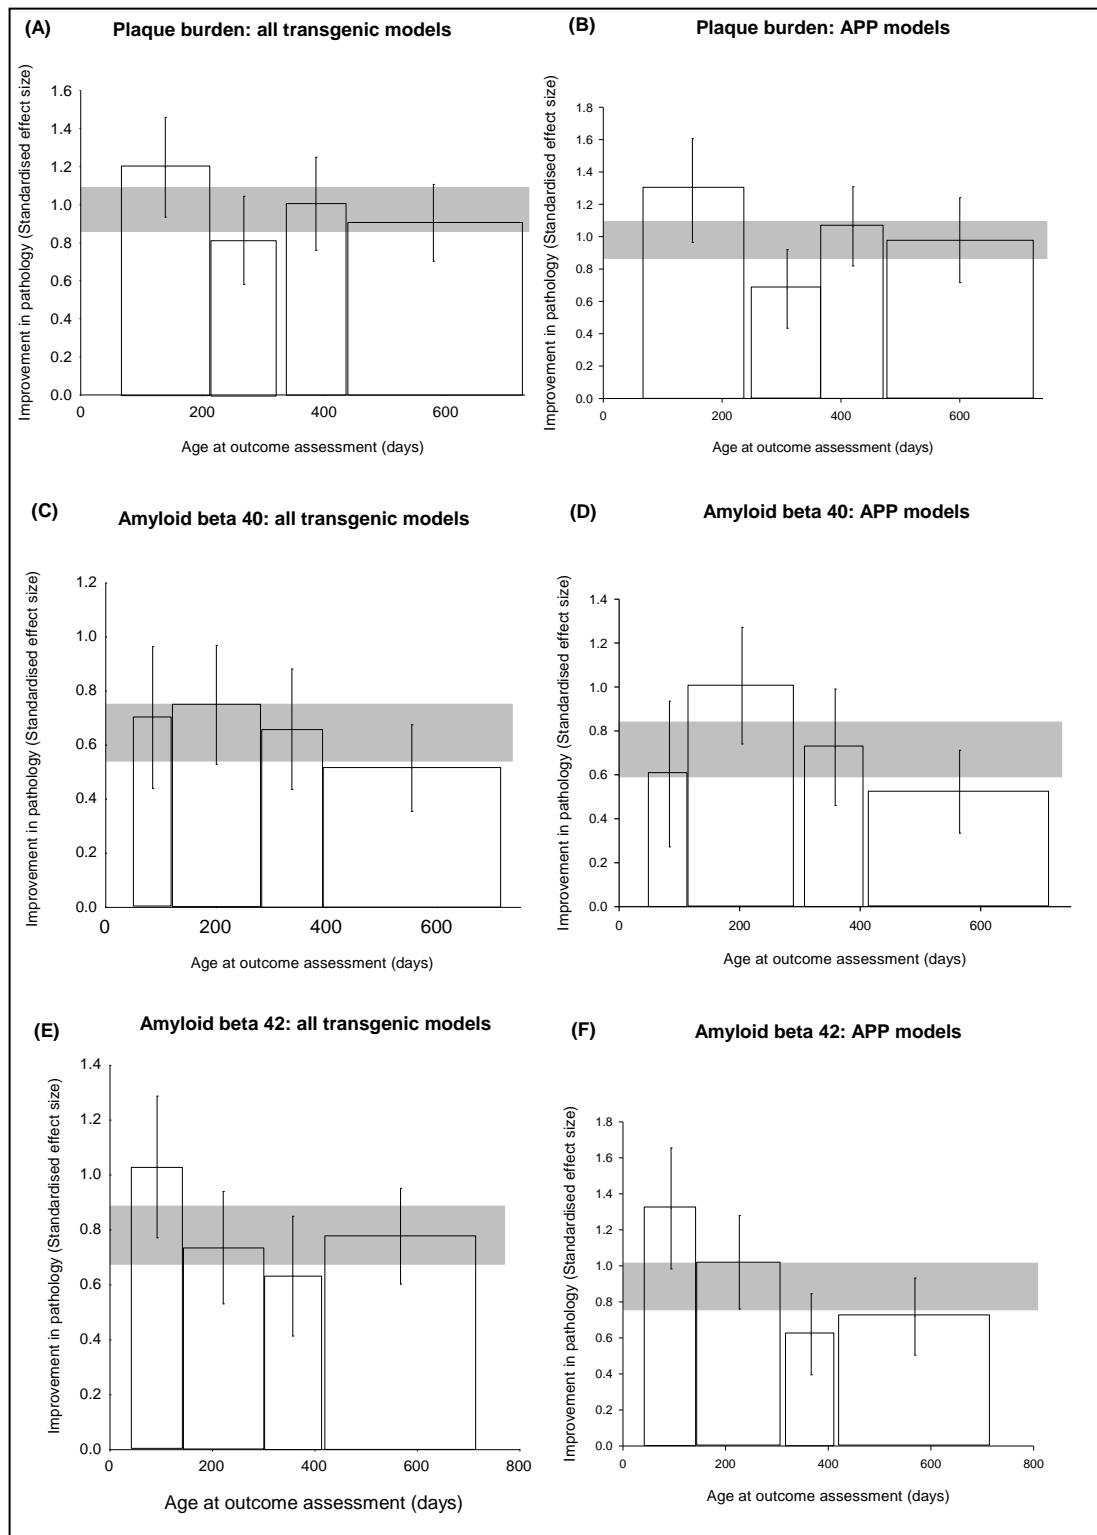 (A) Plaque burden: all transgenic models
Improvement in pathology (Standardised effect size)
1.6
1.4
1.2
1.0
0.8
0.6
0.4
0.2
0.0
0 200 400 600
Age at outcome assessment (days)
(B) Plaque burden: APP models
Improvement in pathology (Standardised effect size)
1.8
1.6
1.4
1.2
1.0
0.8
0.6
0.4
0.2
0.0
0 200 400 600
Age at outcome assessment (days)
(C) Amyloid beta 40: all transgenic models
Improvement in pathology (Standardised effect size)
1.2
1.0
0.8
0.6
0.4
0.2
0.0
0 200 400 600
Age at outcome assessment (days)
(D) Amyloid beta 40: APP models
Improvement in pathology (Standardised effect size)
1.4
1.2
1.0
0.8
0.6
0.4
0.2
0.0
0 200 400 600
Age at outcome assessment (days)
(E) Amyloid beta 42: all transgenic models
Improvement in pathology (Standardised effect size)
1.4
1.2
1.0
0.8
0.6
0.4
0.2
0.0
0 200 400 600 800
Age at outcome assessment (days)
(F) Amyloid beta 42: APP models
Improvement in pathology (Standardised effect size)
1.8
1.6
1.4
1.2
1.0
0.8
0.6
0.4
0.2
0.0
0 200 400 600 800
Age at outcome assessment (days)